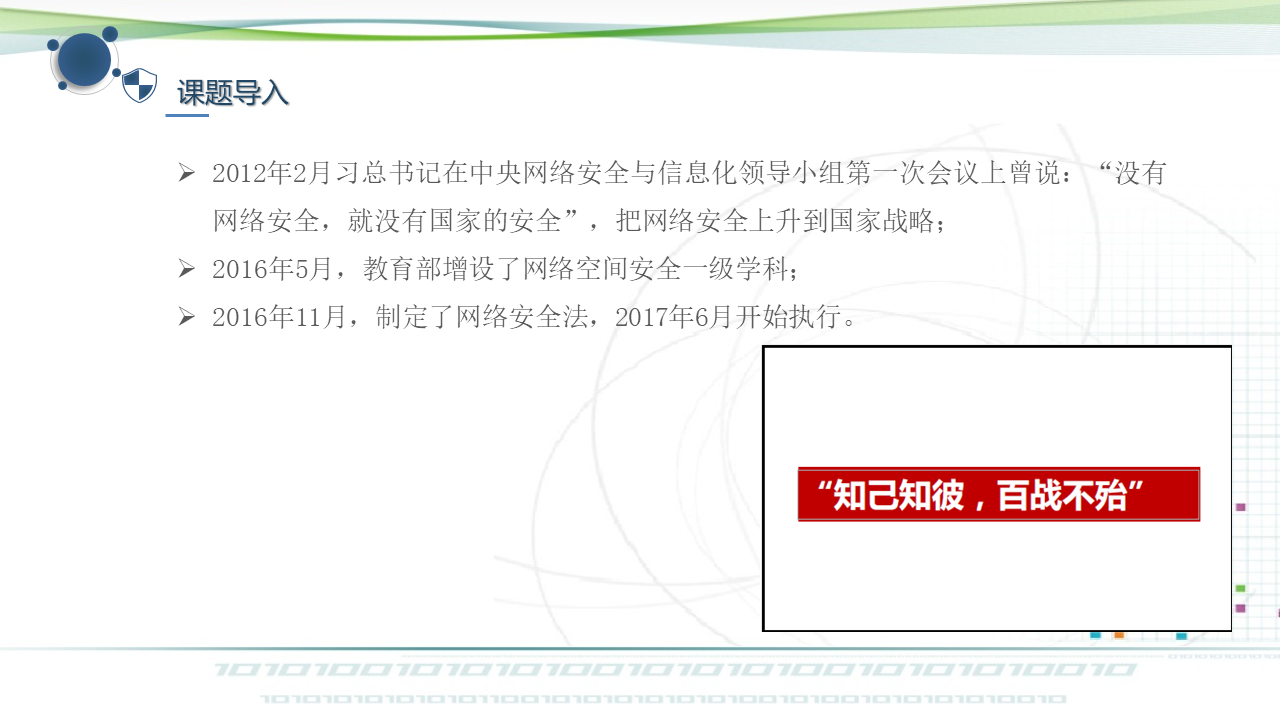 课题导入
➢ 2012年2月习总书记在中央网络安全与信息化领导小组第一次会议上曾说：“没有
网络安全，就没有国家的安全”，把网络安全上升到国家战略；
➢ 2016年5月，教育部增设了网络空间安全一级学科；
➢ 2016年11月，制定了网络安全法，2017年6月开始执行。
“知己知彼，百战不殆”